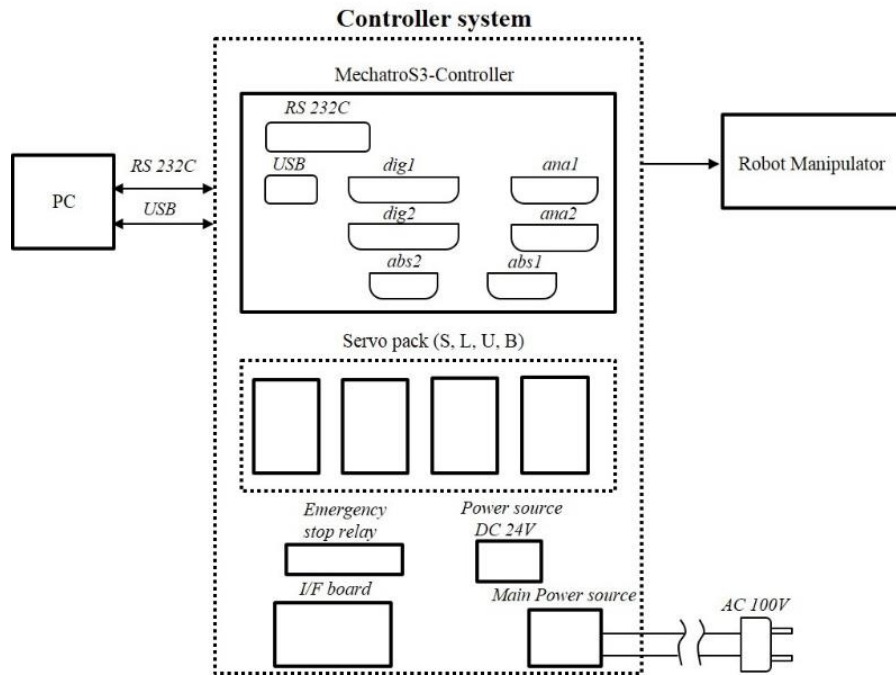 Controller system
MechatroS3-Controller
RS 232C
USB
dig1
ana1
dig2
ana2
abs2
abs1
PC
RS 232C
USB
Robot Manipulator
Servo pack (S, L, U, B)
Emergency
stop relay
Power source
DC 24V
I/F board
Main Power source
AC 100V